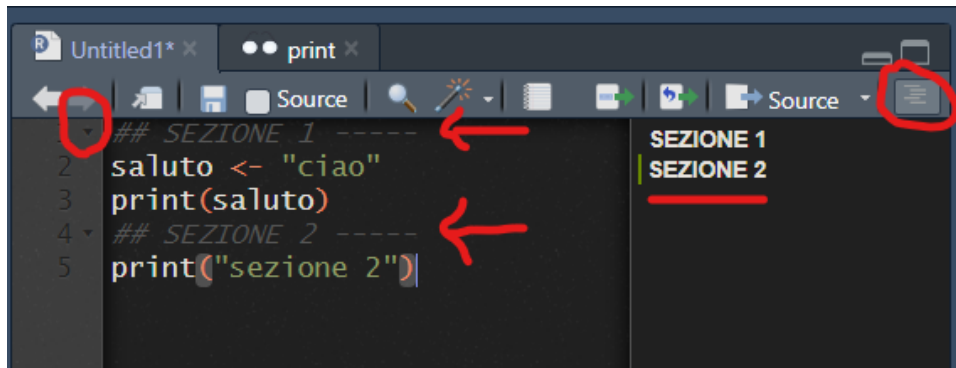 Untitled1*
print
Source
Source
1 ## SEZIONE 1 -----
2 saluto <- "ciao"
3 print(saluto)
4 ## SEZIONE 2 -----
5 print("sezione 2")
SEZIONE 1
SEZIONE 2